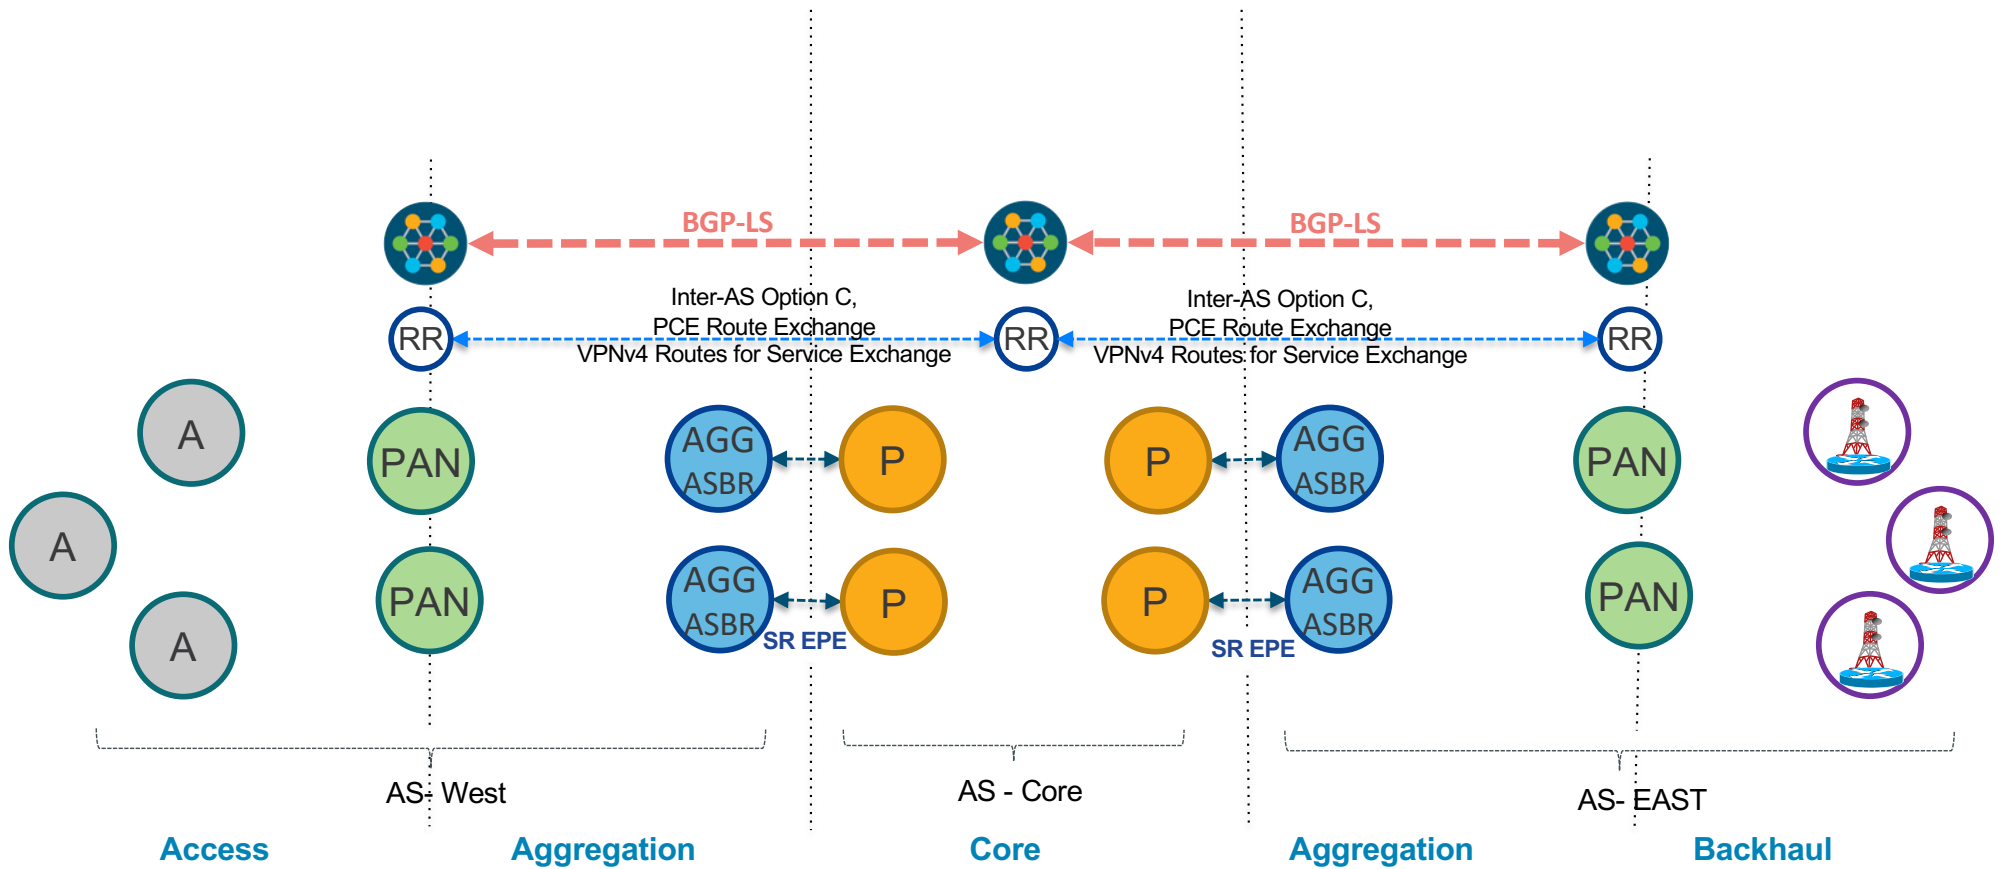 BGP-LS
BGP-LS
Inter-AS Option C,
PCE Route Exchange
VPNv4 Routes for Service Exchange
Inter-AS Option C,
PCE Route Exchange
VPNv4 Routes for Service Exchange
RR
RR
RR
A
A
A
PAN
PAN
AGG
ASBR
P
P
AGG
ASBR
PAN
AGG
ASBR
P
P
AGG
ASBR
PAN
PAN
SR EPE
SR EPE
AS- West
AS - Core
AS- EAST
Access
Aggregation
Core
Aggregation
Backhaul